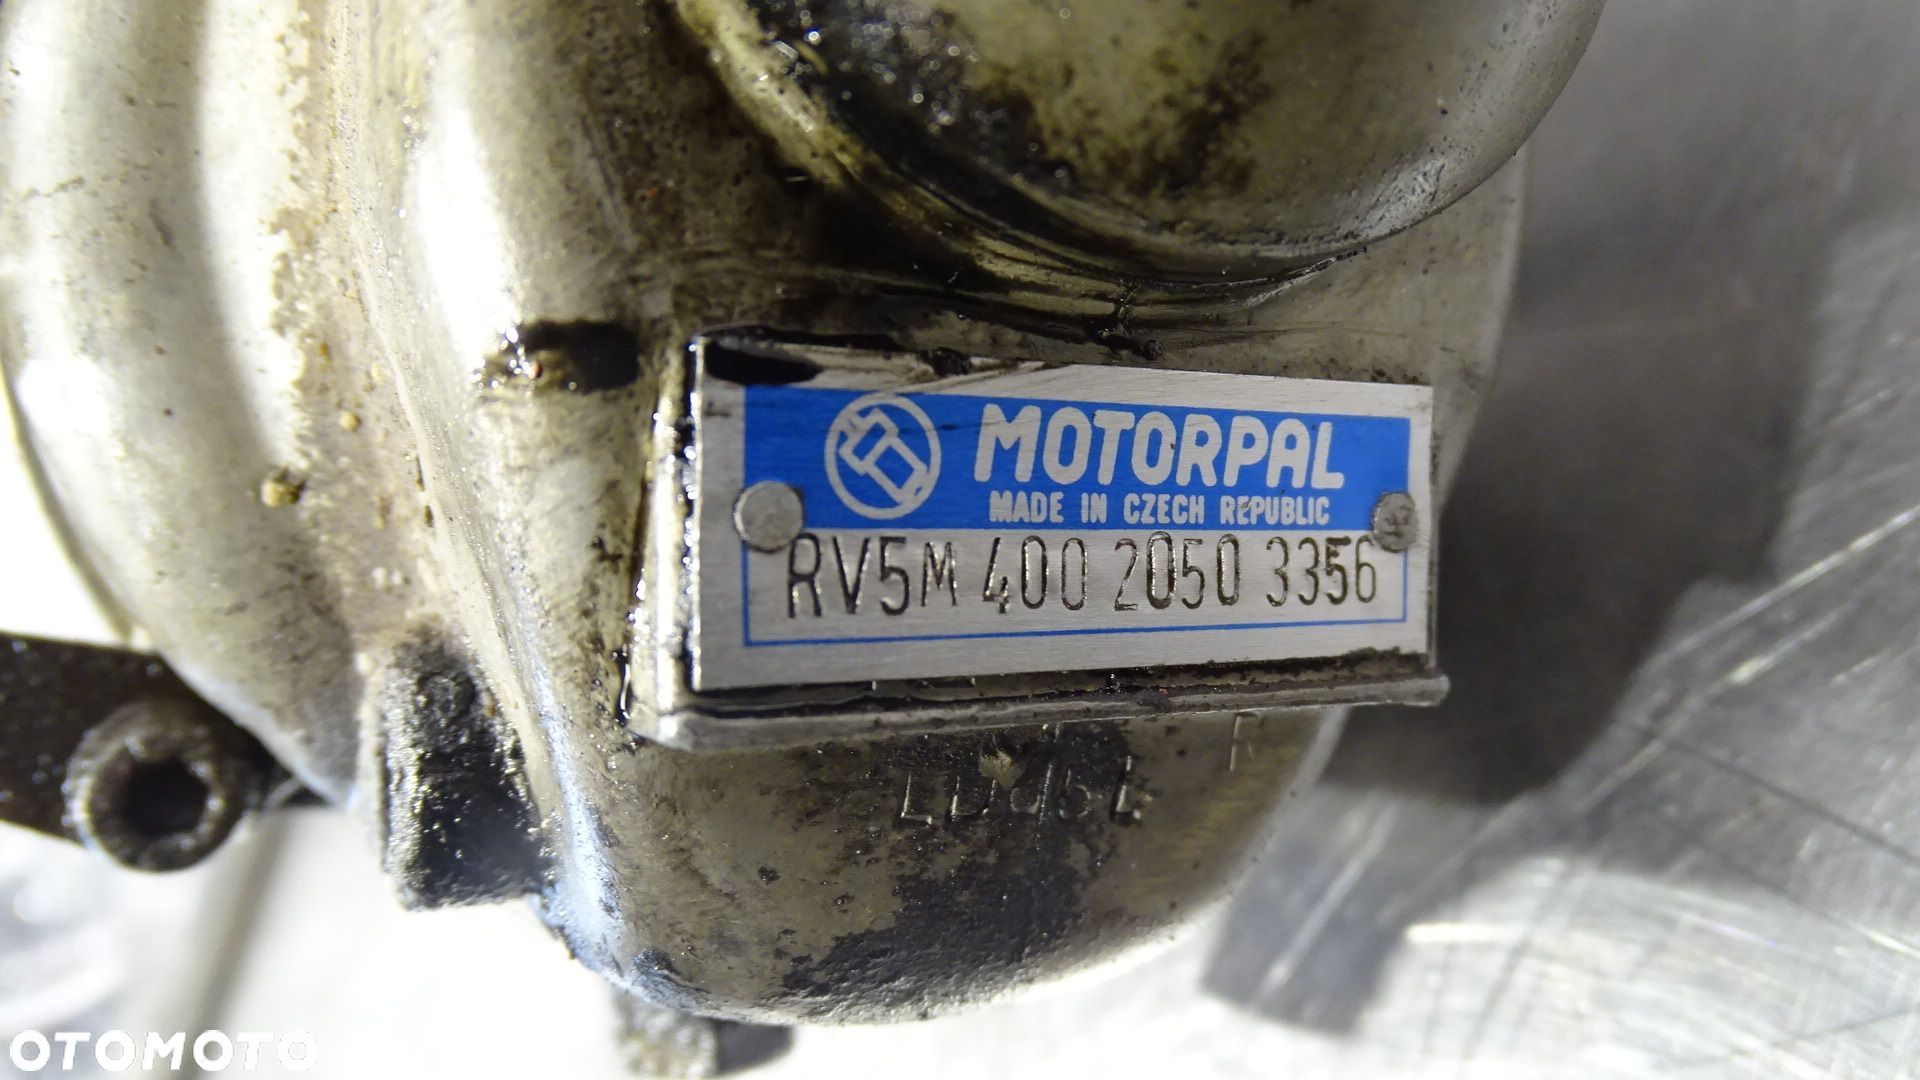 MOTORPAL
MADE IN CZECH REPUBLIC
RV5M 400 2050 3356
R
OTOMOTO